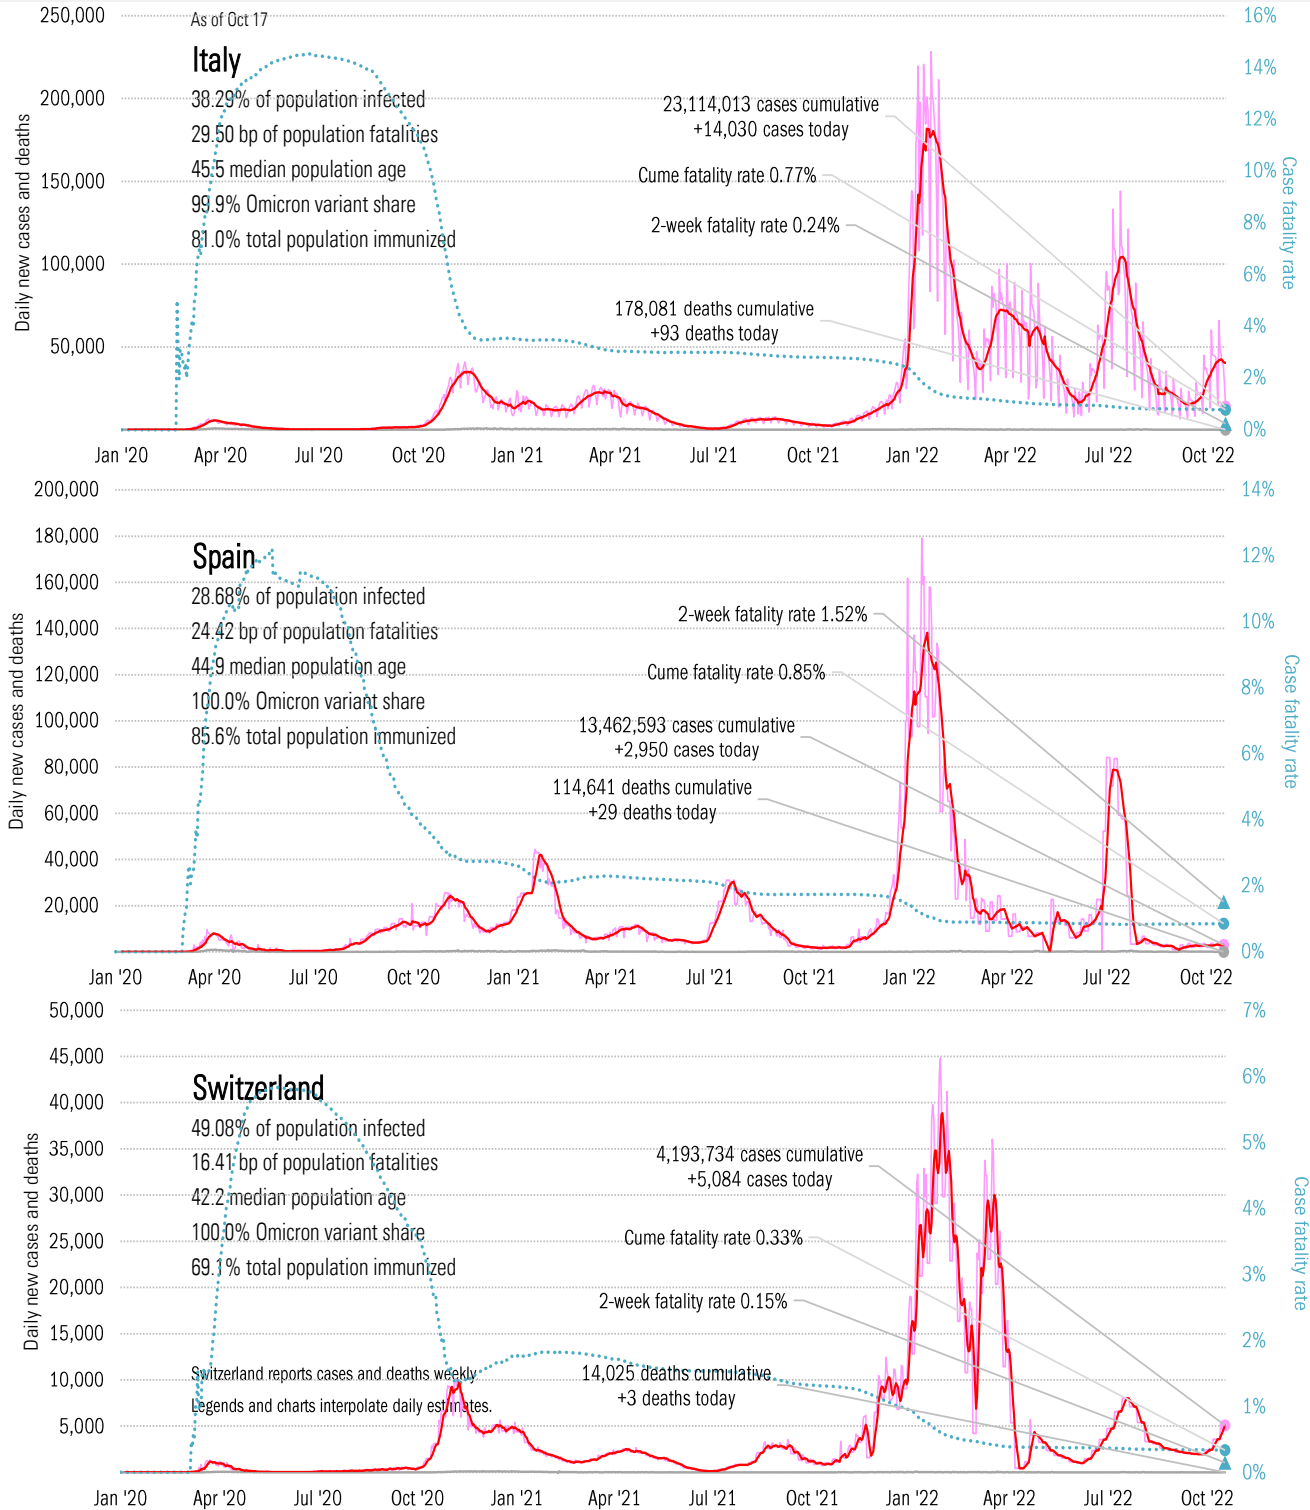 250,000
As of Oct 17
16%
Italy
38.29% of population infected
29.50 bp of population fatalities
45.5 median population age
99.9% Omicron variant share
81.0% total population immunized
14%
200,000
23,114,013 cases cumulative
+14,030 cases today
12%
Cume fatality rate 0.77%
10%
150,000
2-week fatality rate 0.24%
8%
100,000
6%
178,081 deaths cumulative
+93 deaths today
4%
50,000
2%
0%
Daily new cases and deaths
Case fatality rate
Jan '20 Apr '20 Jul '20 Oct '20 Jan '21 Apr '21 Jul '21 Oct '21 Jan '22 Apr '22 Jul '22 Oct '22
200,000
14%
180,000
Spain
28.68% of population infected
24.42 bp of population fatalities
44.9 median population age
100.0% Omicron variant share
85.6% total population immunized
12%
160,000
2-week fatality rate 1.52%
10%
140,000
Cume fatality rate 0.85%
8%
120,000
13,462,593 cases cumulative
+2,950 cases today
100,000
6%
80,000
114,641 deaths cumulative
+29 deaths today
4%
60,000
40,000
2%
20,000
0%
Daily new cases and deaths
Case fatality rate
Jan '20 Apr '20 Jul '20 Oct '20 Jan '21 Apr '21 Jul '21 Oct '21 Jan '22 Apr '22 Jul '22 Oct '22
50,000
7%
45,000
6%
Switzerland
49.08% of population infected
16.41 bp of population fatalities
42.2 median population age
100.0% Omicron variant share
69.1% total population immunized
40,000
5%
35,000
4,193,734 cases cumulative
+5,084 cases today
30,000
4%
25,000
Cume fatality rate 0.33%
3%
20,000
2-week fatality rate 0.15%
15,000
2%
Switzerland reports cases and deaths weekly
Legends and charts interpolate daily estimates.
14,025 deaths cumulative
+3 deaths today
10,000
1%
5,000
0%
Daily new cases and deaths
Case fatality rate
Jan '20 Apr '20 Jul '20 Oct '20 Jan '21 Apr '21 Jul '21 Oct '21 Jan '22 Apr '22 Jul '22 Oct '22